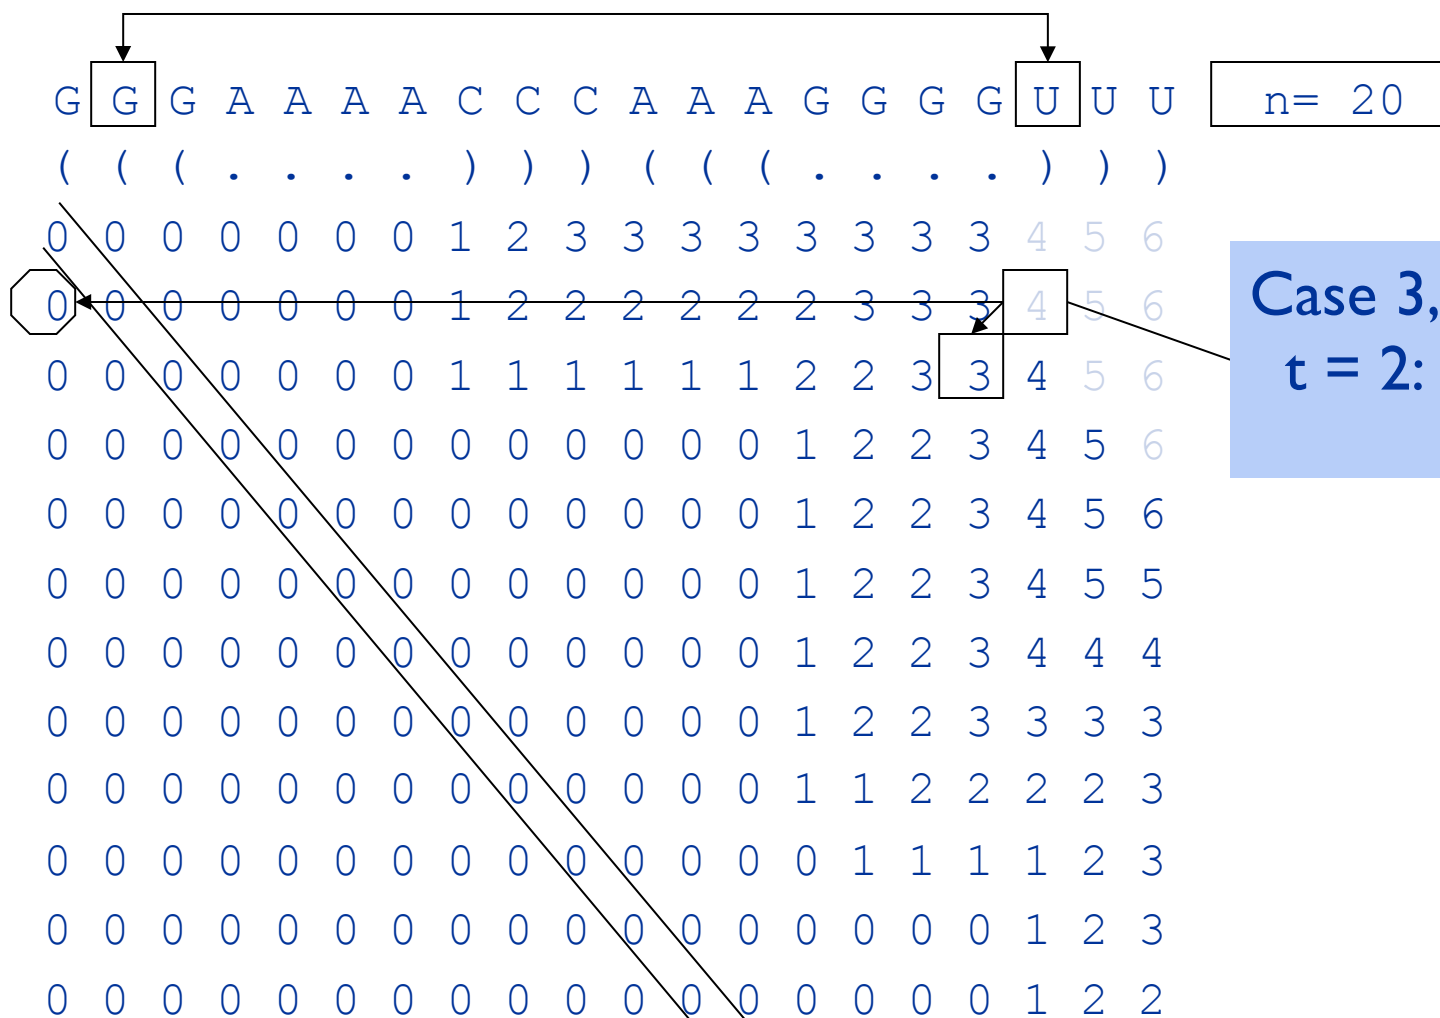 G G G A A A A C C C A A A G G G G U U U n= 20
( ( ( . . . . ) ) ) ( ( ( . . . . ) ) )
0 0 0 0 0 0 0 1 2 3 3 3 3 3 3 3 3 4 5 6
0 0 0 0 0 0 0 1 2 2 2 2 2 2 3 3 3 4 5 6
0 0 0 0 0 0 0 1 1 1 1 1 1 2 2 3 3 4 5 6
0 0 0 0 0 0 0 0 0 0 0 0 0 1 2 2 3 4 5 6
0 0 0 0 0 0 0 0 0 0 0 0 0 1 2 2 3 4 5 6
0 0 0 0 0 0 0 0 0 0 0 0 0 1 2 2 3 4 5 5
0 0 0 0 0 0 0 0 0 0 0 0 0 1 2 2 3 4 4 4
0 0 0 0 0 0 0 0 0 0 0 0 0 1 2 2 3 3 3 3
0 0 0 0 0 0 0 0 0 0 0 0 0 1 1 2 2 2 2 3
0 0 0 0 0 0 0 0 0 0 0 0 0 0 1 1 1 1 2 3
0 0 0 0 0 0 0 0 0 0 0 0 0 0 0 0 0 1 2 3
0 0 0 0 0 0 0 0 0 0 0 0 0 0 0 0 0 1 2 2
Case 3,
t = 2: